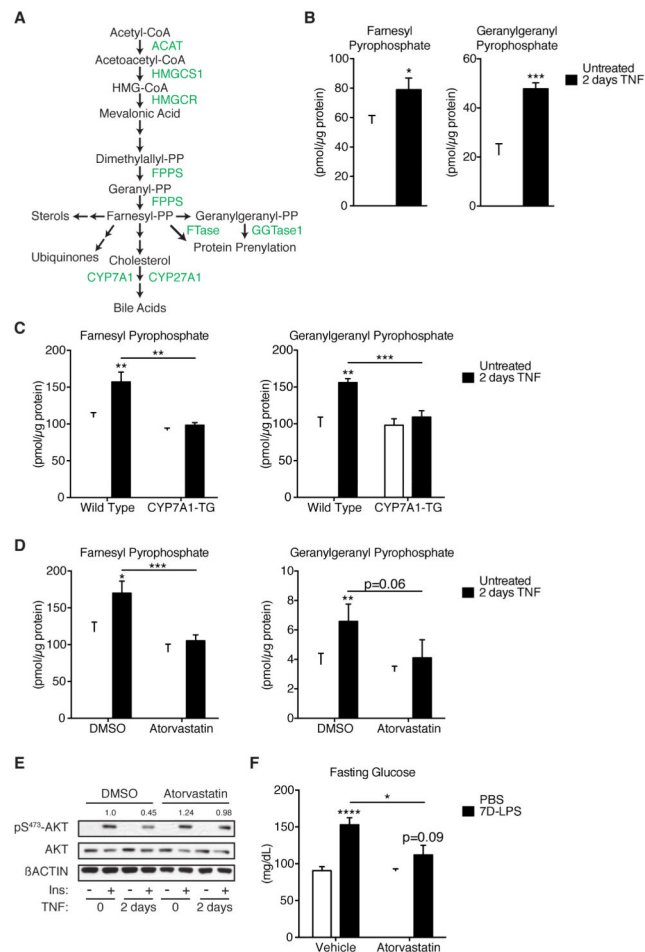 A
Acetyl-CoA
ACAT
Acetoacetyl-CoA
HMGCS1
HMG-CoA
HMGCR
Mevalonic Acid
Dimethylallyl-PP
FPPS
Geranyl-PP
FPPS
Sterols Farnesyl-PP Geranylgeranyl-PP
FTase GGTase1
Protein Prenylation
Ubiquinones
Cholesterol
CYP7A1 CYP27A1
Bile Acids
B
Farnesyl
Pyrophosphate
(pmol/µg protein)
80
60
40
20
0
*
Geranylgeranyl
Pyrophosphate
(pmol/µg protein)
60
40
20
0
***
Untreated
2 days TNF
C
Farnesyl Pyrophosphate
(pmol/µg protein)
200
150
100
50
0
**
**
Wild Type CYP7A1-TG
Geranylgeranyl Pyrophosphate
(pmol/µg protein)
200
150
100
50
0
**
***
Wild Type CYP7A1-TG
Untreated
2 days TNF
D
Farnesyl Pyrophosphate
(pmol/µg protein)
200
150
100
50
0
*
***
DMSO Atorvastatin
Geranylgeranyl Pyrophosphate
(pmol/µg protein)
10
8
6
4
2
0
**
p=0.06
DMSO Atorvastatin
Untreated
2 days TNF
E
DMSO Atorvastatin
1.0 0.45 1.24 0.98
pS473-AKT
AKT
ßACTIN
Ins: - + - + - + - +
TNF: 0 2 days 0 2 days
F
Fasting Glucose
(mg/dL)
200
150
100
50
0
****
*
p=0.09
Vehicle Atorvastatin
PBS
7D-LPS